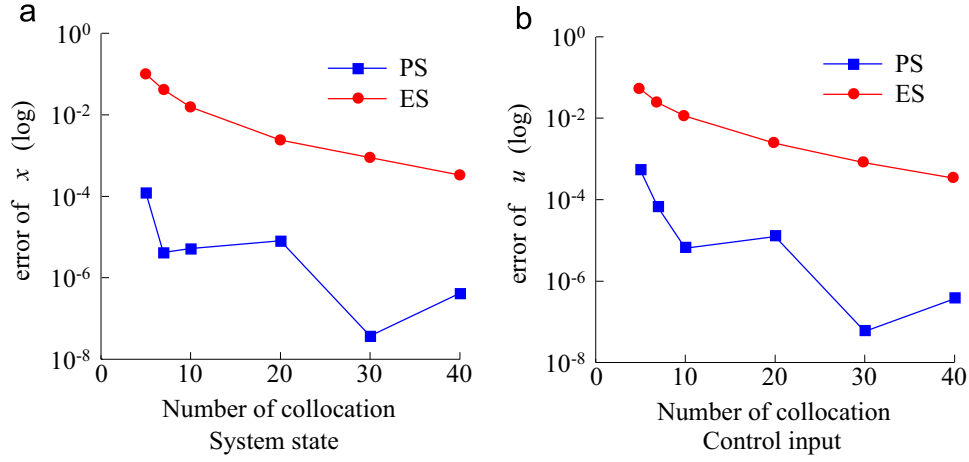 a
10^0
10^-2
10^-4
10^-6
10^-8
error of x (log)
PS
ES
0 10 20 30 40
Number of collocation
System state
b
10^0
10^-2
10^-4
10^-6
10^-8
error of u (log)
PS
ES
0 10 20 30 40
Number of collocation
Control input